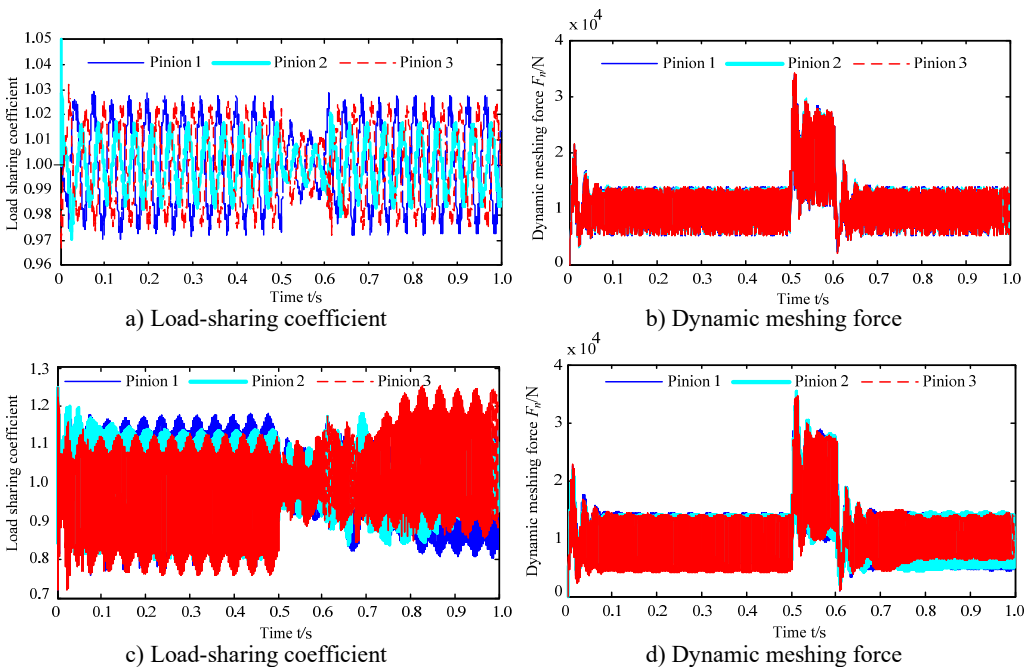 1.05
1.04
1.03
1.02
1.01
1.00
0.99
0.98
0.97
0.96
Load sharing coefficient
Pinion 1 Pinion 2 Pinion 3
0 0.1 0.2 0.3 0.4 0.5 0.6 0.7 0.8 0.9 1.0
Time t/s
a) Load-sharing coefficient
x 10⁴
4
3
2
1
0
Dynamic meshing force Fₙ/N
Pinion 1 Pinion 2 Pinion 3
0 0.1 0.2 0.3 0.4 0.5 0.6 0.7 0.8 0.9 1.0
Time t/s
b) Dynamic meshing force
1.3
1.2
1.1
1.0
0.9
0.8
0.7
Load sharing coefficient
Pinion 1 Pinion 2 Pinion 3
0 0.1 0.2 0.3 0.4 0.5 0.6 0.7 0.8 0.9 1.0
Time t/s
c) Load-sharing coefficient
x 10⁴
4
3
2
1
0
Dynamic meshing force Fₙ/N
Pinion 1 Pinion 2 Pinion 3
0 0.1 0.2 0.3 0.4 0.5 0.6 0.7 0.8 0.9 1.0
Time t/s
d) Dynamic meshing force